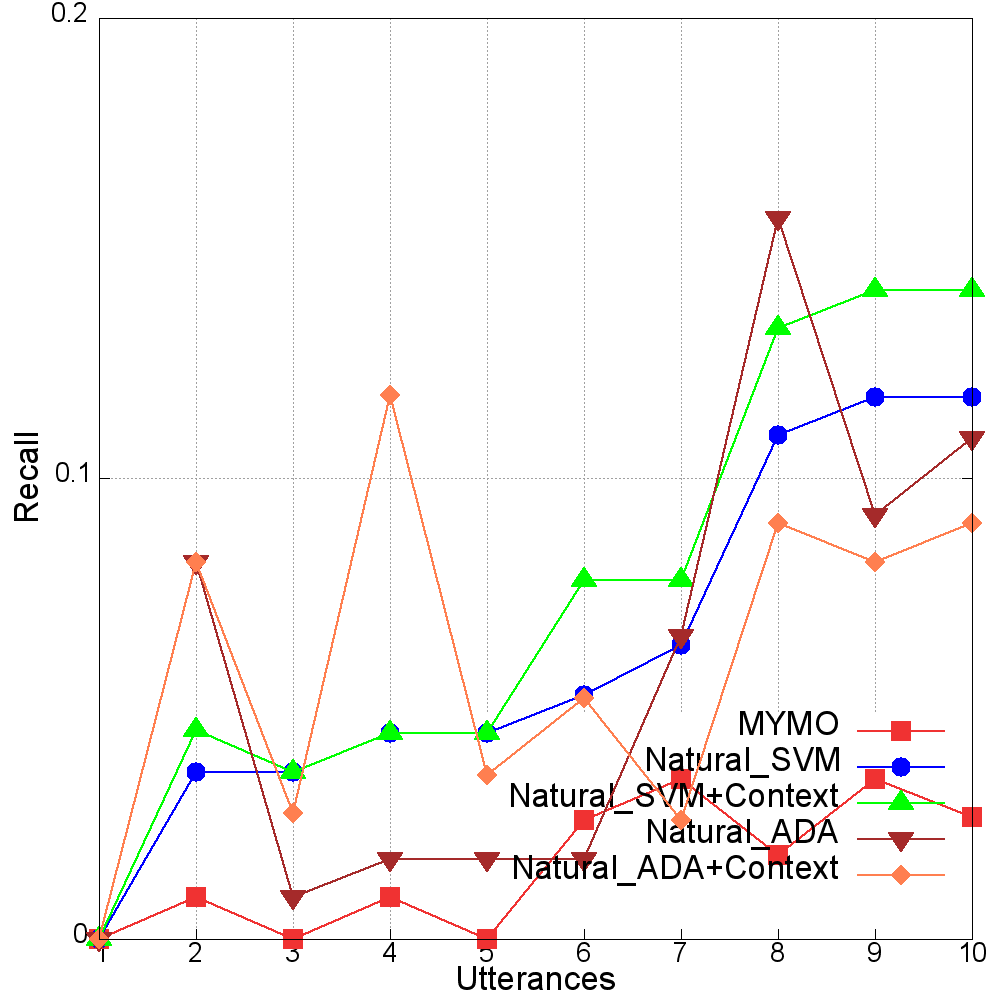 0.2
0.1
0
Recall
MYMO
Natural_SVM
Natural_SVM+Context
Natural_ADA
Natural_ADA+Context
1 2 3 4 5 6 7 8 9 10
Utterances